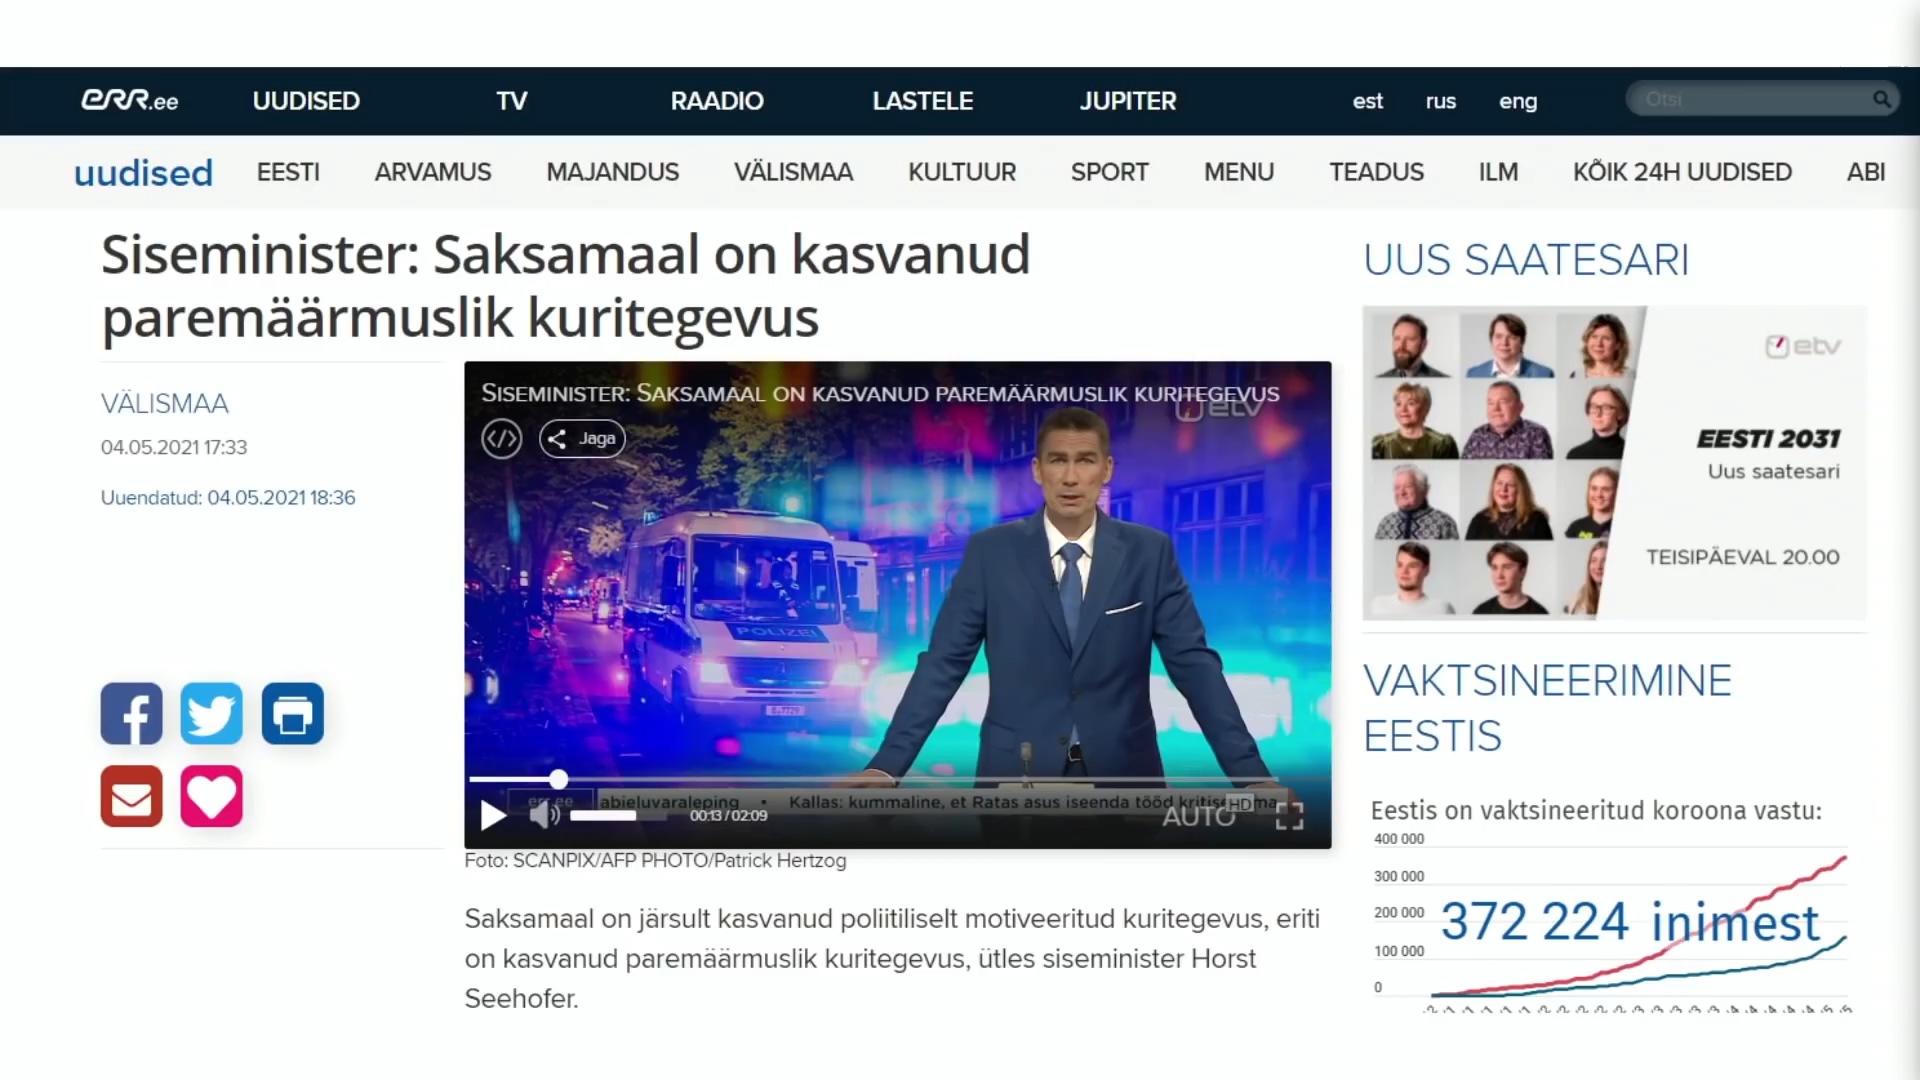 err.ee UUDISED TV RAADIO LASTELE JUPITER est rus eng Otsi
uudised EESTI ARVAMUS MAJANDUS VÄLISMAA KULTUUR SPORT MENU TEADUS ILM KÕIK 24H UUDISED ABI
Siseminister: Saksamaal on kasvanud
paremäärmuslik kuritegevus
VÄLISMAA
04.05.2021 17:33
Uuendatud: 04.05.2021 18:36
SISEMINISTER: SAKSAMAAL ON KASVANUD PAREMÄÄRMUSLIK KURITEGEVUS
etv
</> Jaga
POLIZEI
err.ee abieluvaraleping • Kallas: kummaline, et Ratas asus iseenda tööd
00:13 / 02:09
AUTO HD
Foto: SCANPIX/AFP PHOTO/Patrick Hertzog
Saksamaal on järsult kasvanud poliitiliselt motiveeritud kuritegevus, eriti
on kasvanud paremäärmuslik kuritegevus, ütles siseminister Horst
Seehofer.
UUS SAATESARI
etv
EESTI 2031
Uus saatesari
TEISIPÄEVAL 20.00
VAKTSINEERIMINE
EESTIS
Eestis on vaktsineeritud koroona vastu:
400 000
300 000
200 000
100 000
0
372 224 inimest